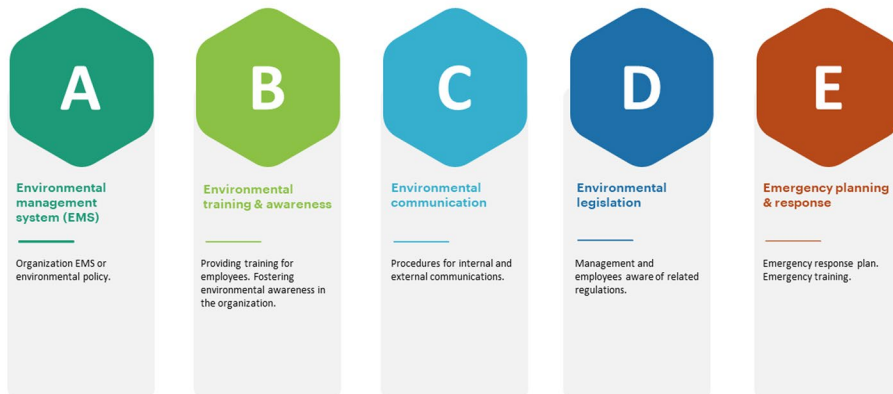 A
Environmental
management
system (EMS)
Organization EMS or
environmental policy.
B
Environmental
training & awareness
Providing training for
employees. Fostering
environmental awareness in
the organization.
C
Environmental
communication
Procedures for internal and
external communications.
D
Environmental
legislation
Management and
employees aware of related
regulations.
E
Emergency planning
& response
Emergency response plan.
Emergency training.